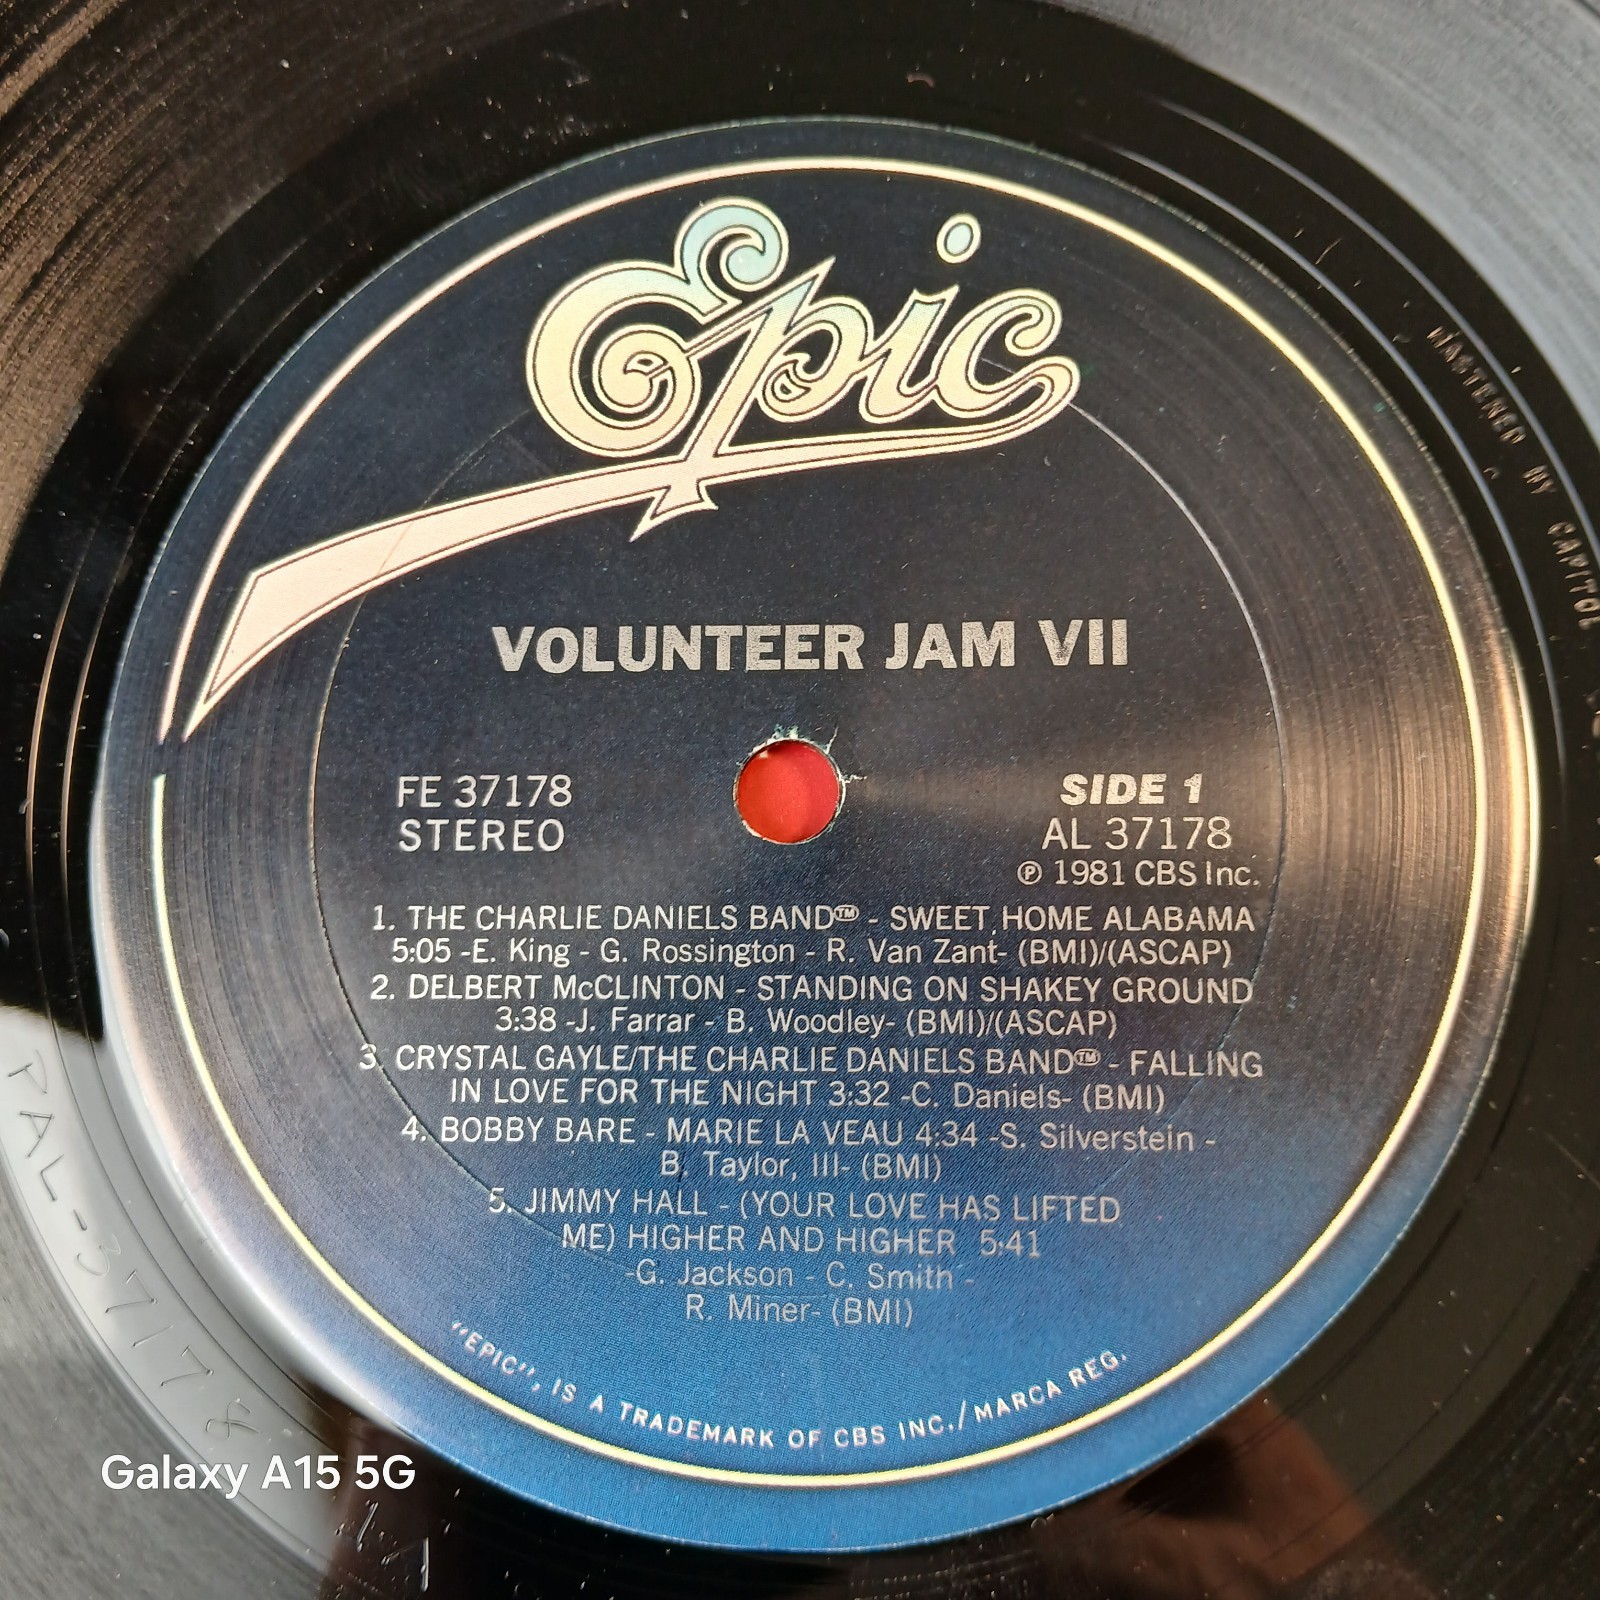 Epic
VOLUNTEER JAM VII
FE 37178
STEREO
SIDE 1
AL 37178
℗ 1981 CBS Inc.
1. THE CHARLIE DANIELS BAND™ - SWEET HOME ALABAMA
5:05 -E. King - G. Rossington - R. Van Zant- (BMI)/(ASCAP)
2. DELBERT McCLINTON - STANDING ON SHAKEY GROUND
3:38 -J. Farrar - B. Woodley- (BMI)/(ASCAP)
3. CRYSTAL GAYLE/THE CHARLIE DANIELS BAND™ - FALLING
IN LOVE FOR THE NIGHT 3:32 -C. Daniels- (BMI)
4. BOBBY BARE - MARIE LA VEAU 4:34 -S. Silverstein -
B. Taylor, III- (BMI)
5. JIMMY HALL - (YOUR LOVE HAS LIFTED
ME) HIGHER AND HIGHER 5:41
-G. Jackson - C. Smith -
R. Miner- (BMI)
"EPIC", IS A TRADEMARK OF CBS INC./MARCA REG.
MASTERED BY CAPITOL
PAL-37178
Galaxy A15 5G